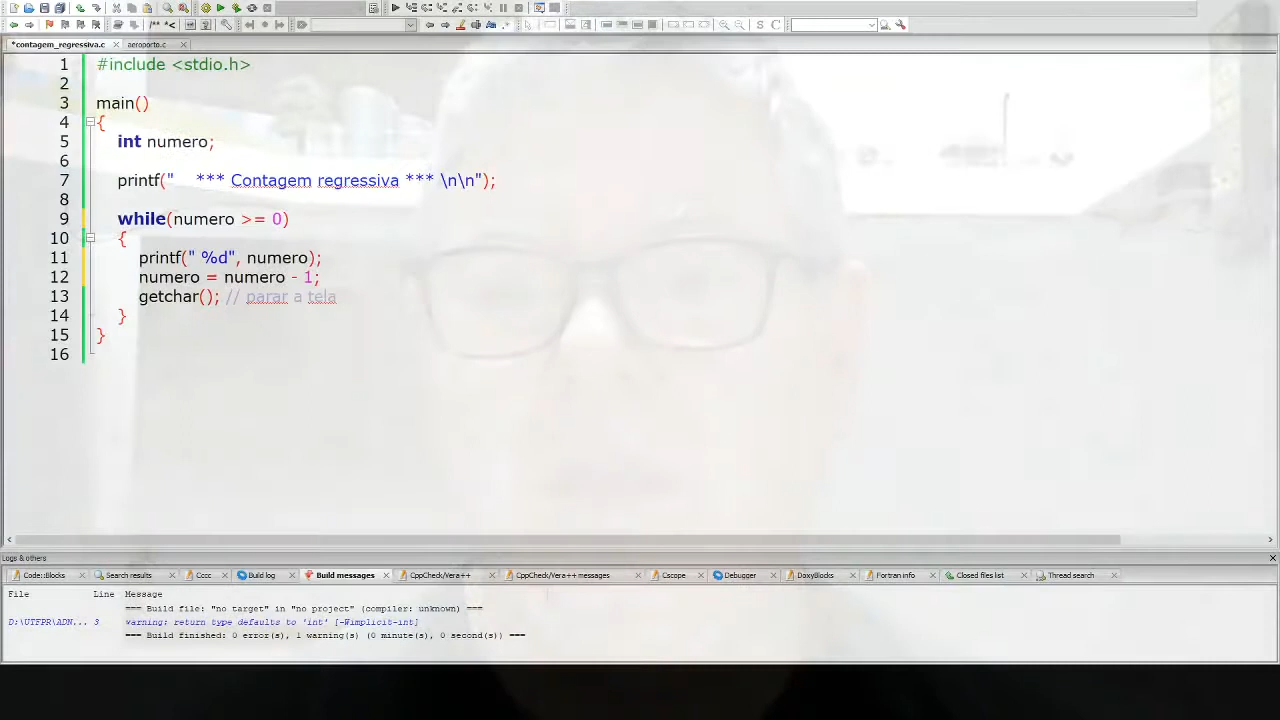 *contagem_regressiva.c aeroporto.c
1 #include <stdio.h>
2
3 main()
4 {
5 int numero;
6
7 printf(" *** Contagem regressiva *** \n\n");
8
9 while(numero >= 0)
10 {
11 printf(" %d", numero);
12 numero = numero - 1;
13 getchar(); // parar a tela
14 }
15 }
16
Logs & others
Code::Blocks Search results Cccc Build log Build messages CppCheck/Vera++ CppCheck/Vera++ messages Cscope Debugger DoxyBlocks Fortran info Closed files list Thread search
File Line Message
=== Build file: "no target" in "no project" (compiler: unknown) ===
D:\UTFPR\ADN... 3 warning: return type defaults to 'int' [-Wimplicit-int]
=== Build finished: 0 error(s), 1 warning(s) (0 minute(s), 0 second(s)) ===